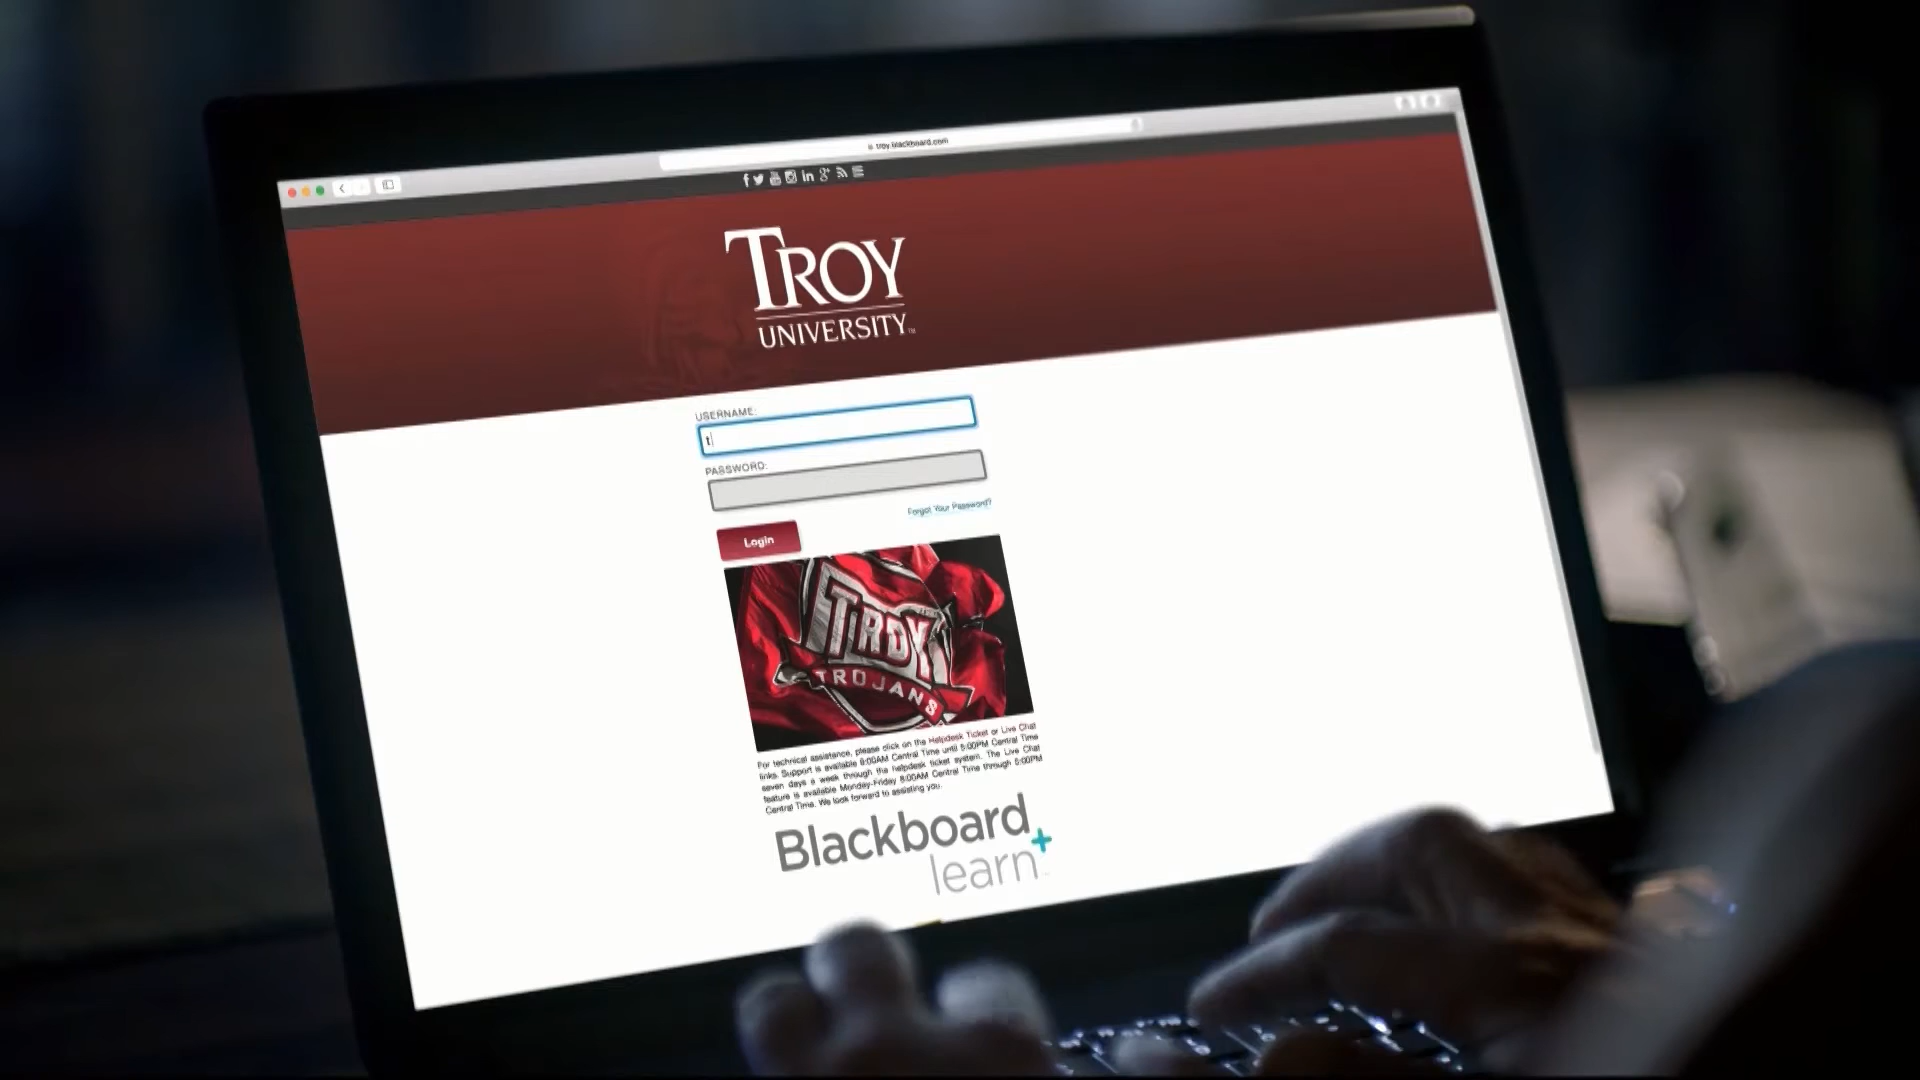 troy.blackboard.com
TROY
UNIVERSITY™
USERNAME:
t
PASSWORD:
Forgot Your Password?
Login
TROY
TROJANS
For technical assistance, please click on the Helpdesk Ticket or Live Chat
links. Support is available 8:00AM Central Time until 5:00PM Central Time
seven days a week through the helpdesk ticket system. The Live Chat
feature is available Monday-Friday 8:00AM Central Time through 5:00PM
Central Time. We look forward to assisting you.
Blackboard
learn+